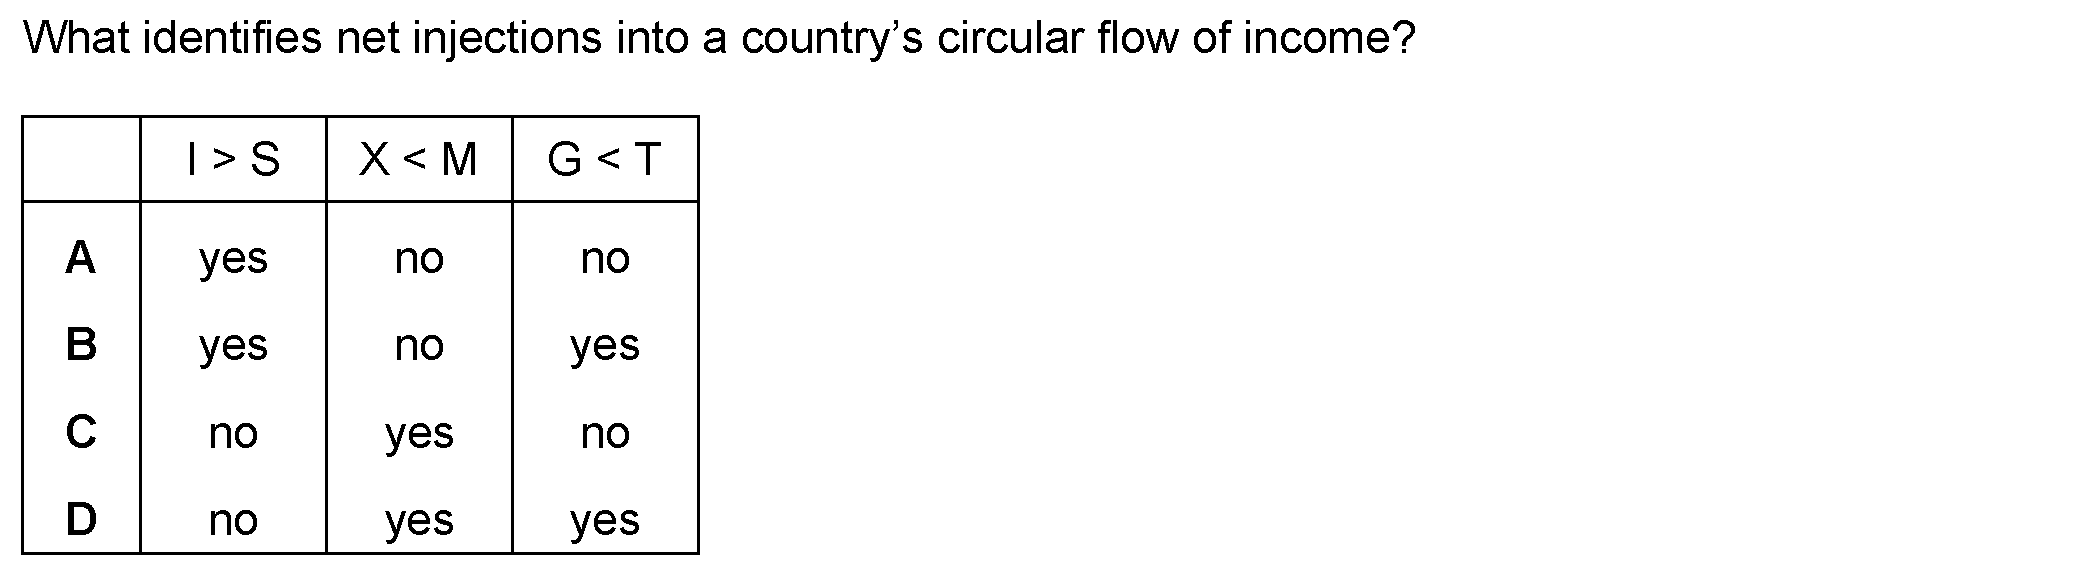 What identifies net injections into a country’s circular flow of income?
I > S X < M G < T
A yes no no
B yes no yes
C no yes no
D no yes yes